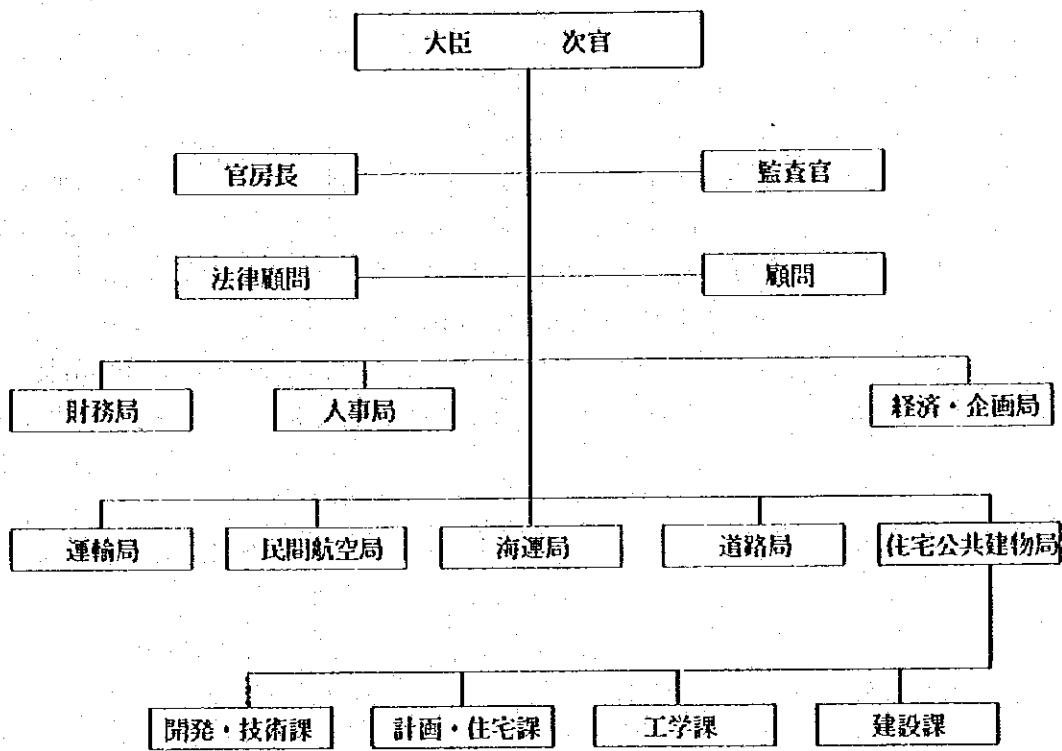 大臣 次官
官房長 監査官
法律顧問 顧問
財務局 人事局 経済・企画局
運輸局 民間航空局 海運局 道路局 住宅公共建物局
開発・技術課 計画・住宅課 工学課 建設課